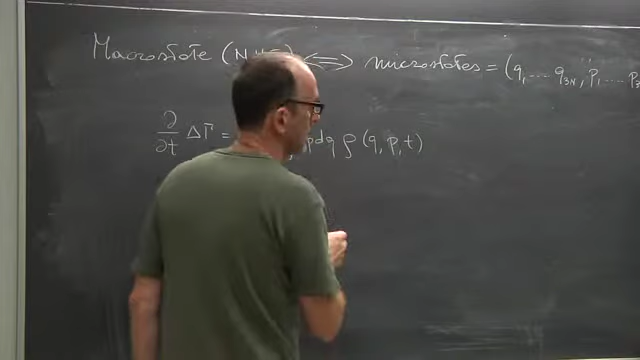 Macrostate (N, ⟺ microstates = (q₁, .... q₃ₙ, p₁ .... p₃
∂/∂t ΔΓ = pdq ρ (q, p, t)